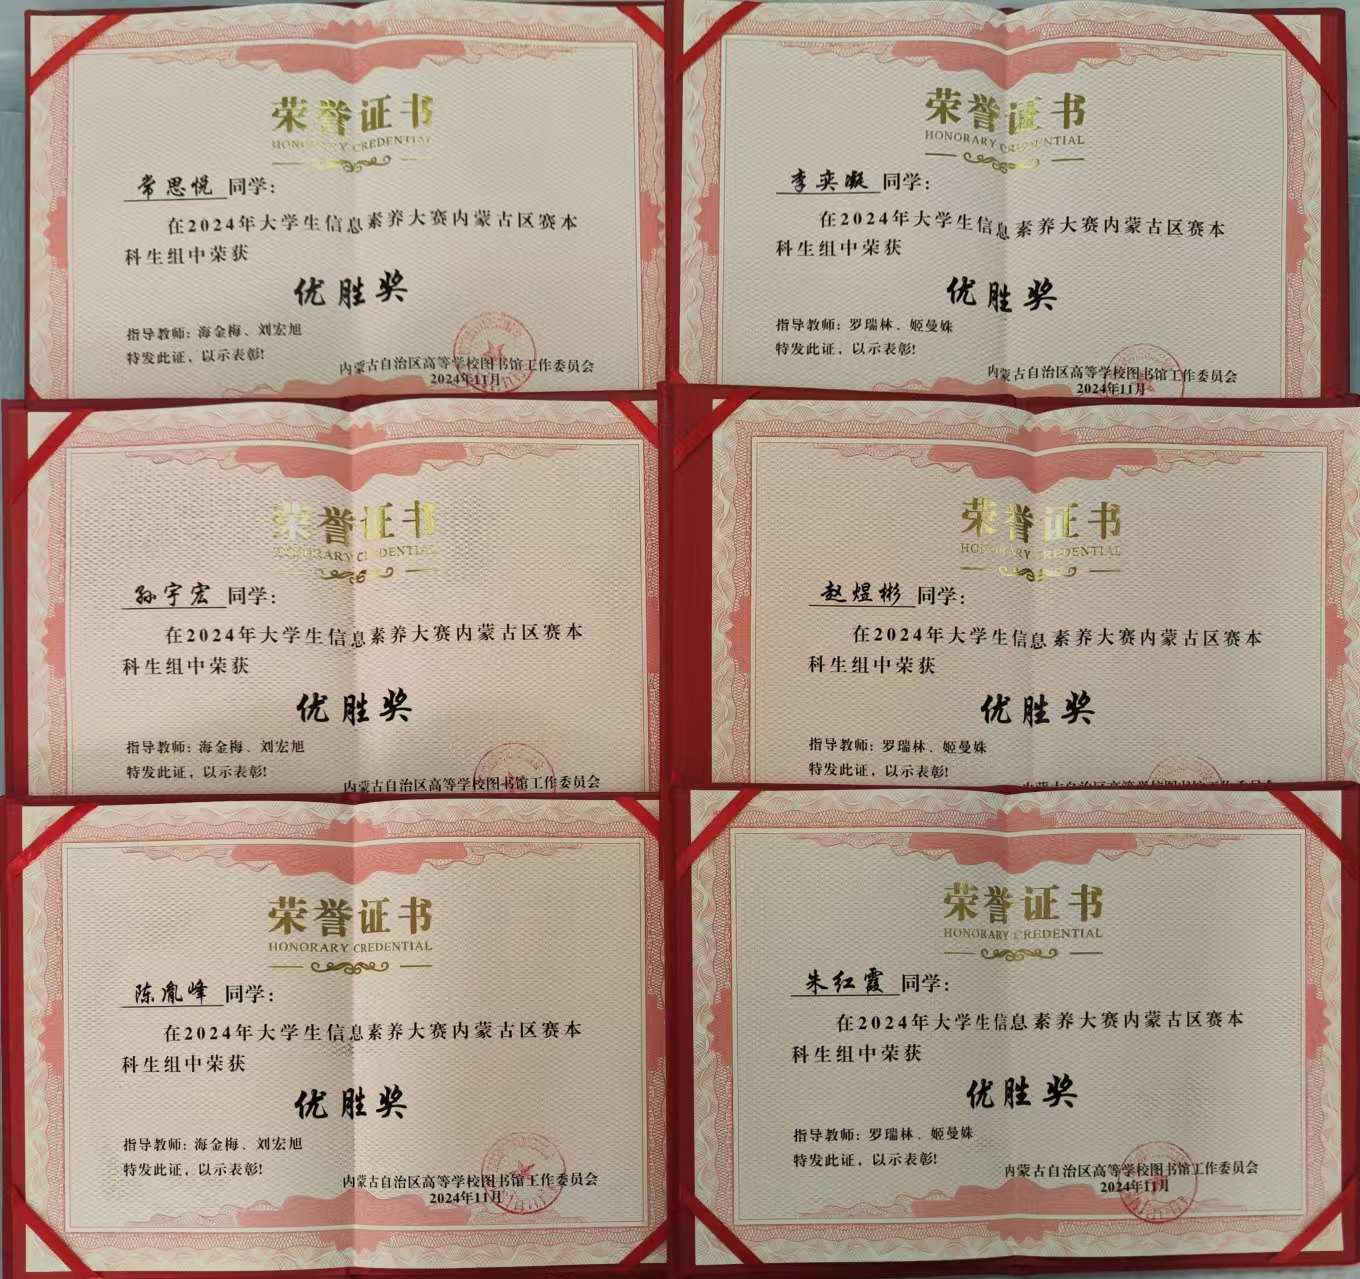 荣誉证书
HONORARY CREDENTIAL
常思悦 同学：
在2024年大学生信息素养大赛内蒙古区赛本
科生组中荣获
优胜奖
指导教师：海金梅、刘宏旭
特发此证，以示表彰！
内蒙古自治区高等学校图书馆工作委员会
2024年11月
荣誉证书
HONORARY CREDENTIAL
李奕凝 同学：
在2024年大学生信息素养大赛内蒙古区赛本
科生组中荣获
优胜奖
指导教师：罗瑞林、姬曼姝
特发此证，以示表彰！
内蒙古自治区高等学校图书馆工作委员会
2024年11月
荣誉证书
HONORARY CREDENTIAL
孙宇宏 同学：
在2024年大学生信息素养大赛内蒙古区赛本
科生组中荣获
优胜奖
指导教师：海金梅、刘宏旭
特发此证，以示表彰！
内蒙古自治区高等学校图书馆工作委员会
荣誉证书
HONORARY CREDENTIAL
赵煜彬 同学：
在2024年大学生信息素养大赛内蒙古区赛本
科生组中荣获
优胜奖
指导教师：罗瑞林、姬曼姝
特发此证，以示表彰！
荣誉证书
HONORARY CREDENTIAL
陈胤峰 同学：
在2024年大学生信息素养大赛内蒙古区赛本
科生组中荣获
优胜奖
指导教师：海金梅、刘宏旭
特发此证，以示表彰！
内蒙古自治区高等学校图书馆工作委员会
2024年11月
荣誉证书
HONORARY CREDENTIAL
朱红霞 同学：
在2024年大学生信息素养大赛内蒙古区赛本
科生组中荣获
优胜奖
指导教师：罗瑞林、姬曼姝
特发此证，以示表彰！
内蒙古自治区高等学校图书馆工作委员会
2024年11月